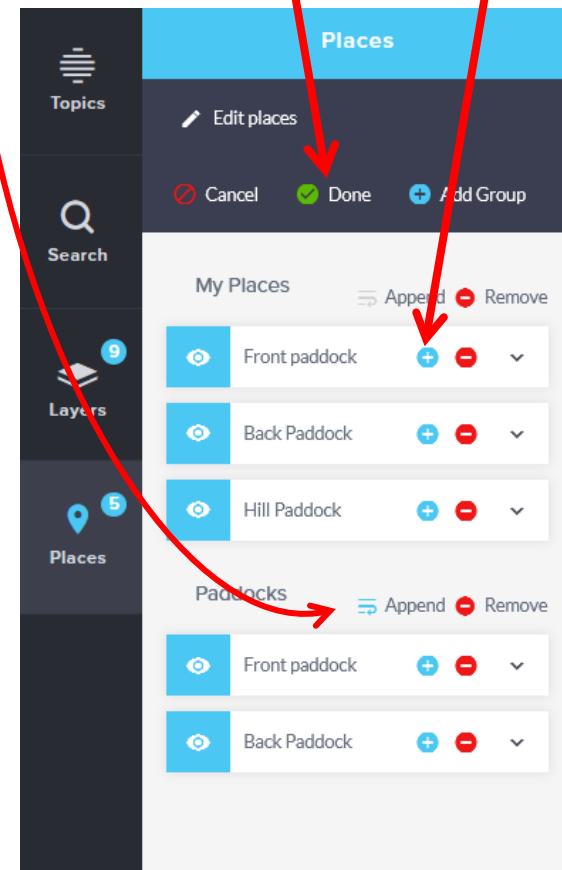 Topics
Search
9
Layers
5
Places
Places
Edit places
Cancel Done Add Group
My Places
Append Remove
Front paddock
Back Paddock
Hill Paddock
Paddocks
Append Remove
Front paddock
Back Paddock